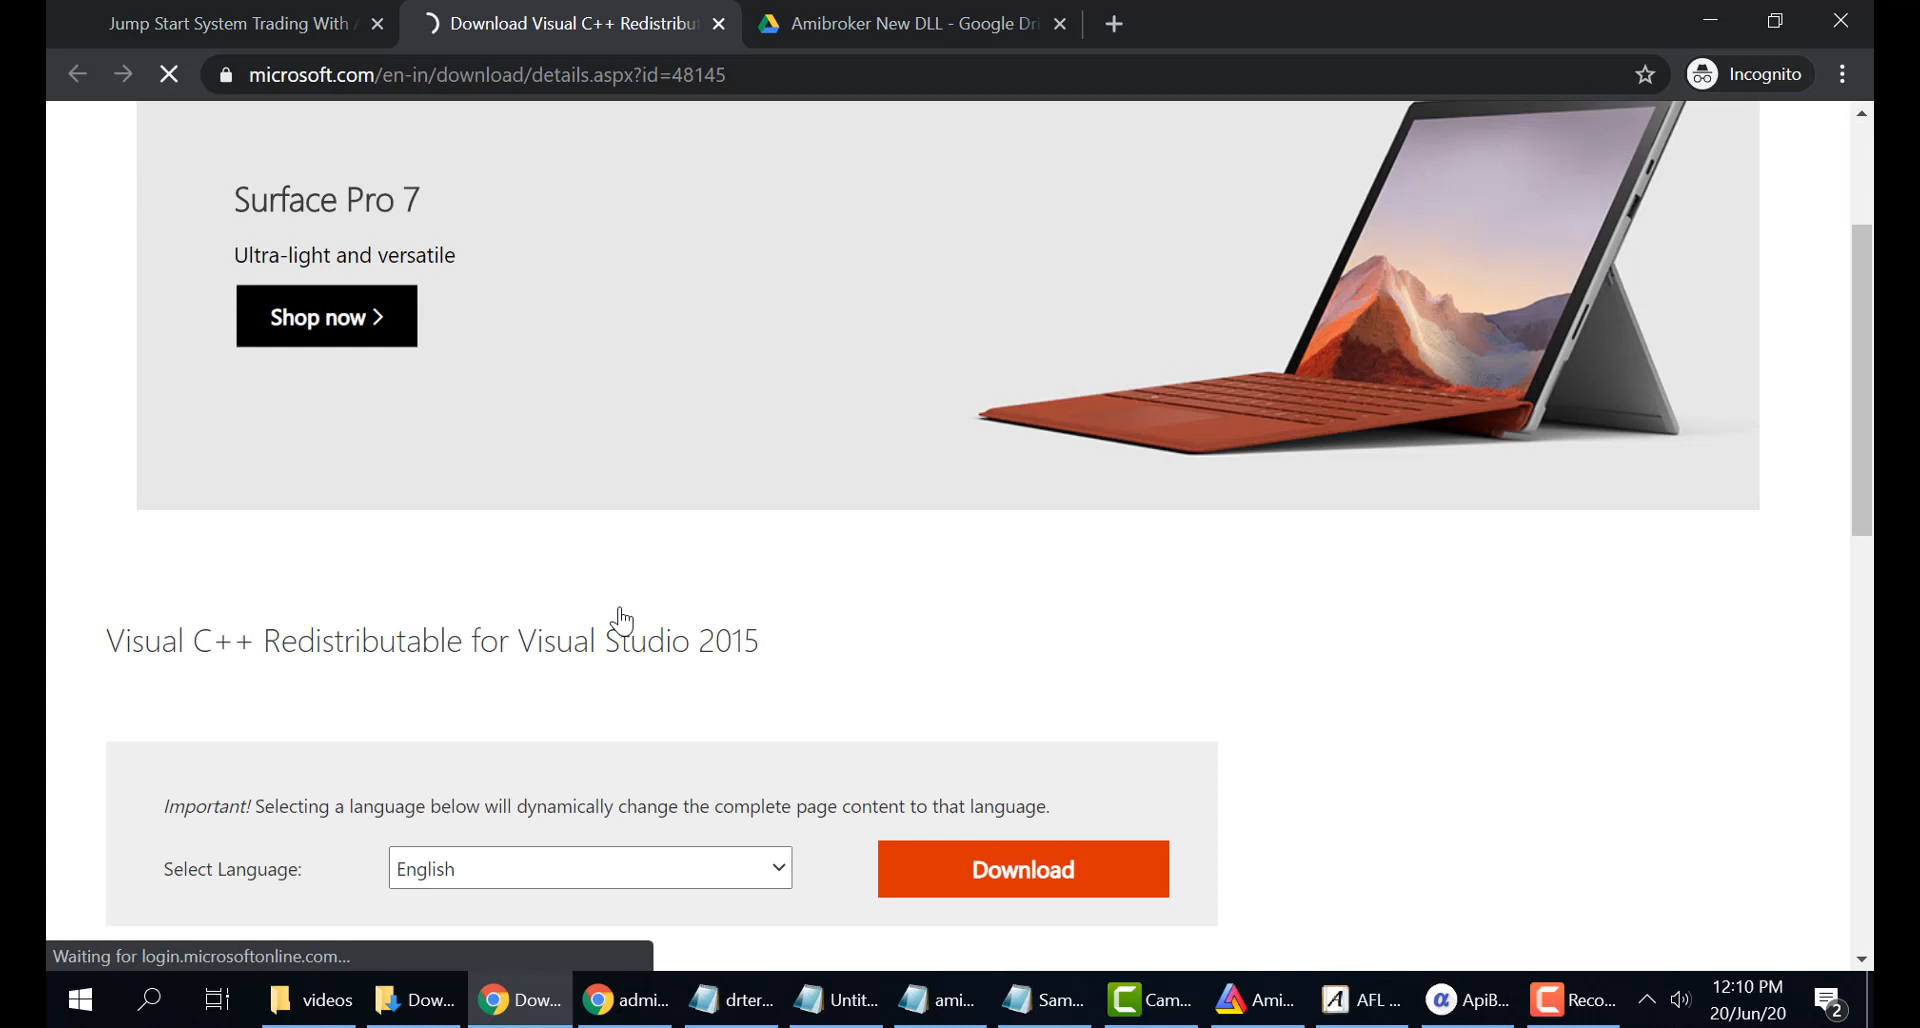 Jump Start System Trading With
Download Visual C++ Redistribu
Amibroker New DLL - Google Dri
microsoft.com/en-in/download/details.aspx?id=48145
Incognito
Surface Pro 7
Ultra-light and versatile
Shop now >
Visual C++ Redistributable for Visual Studio 2015
Important! Selecting a language below will dynamically change the complete page content to that language.
Select Language:
English
Download
Waiting for login.microsoftonline.com...
videos
Dow...
Dow...
admi...
drter...
Untit...
ami...
Sam...
Cam...
Ami...
AFL ...
ApiB...
Reco...
12:10 PM
20/Jun/20
2